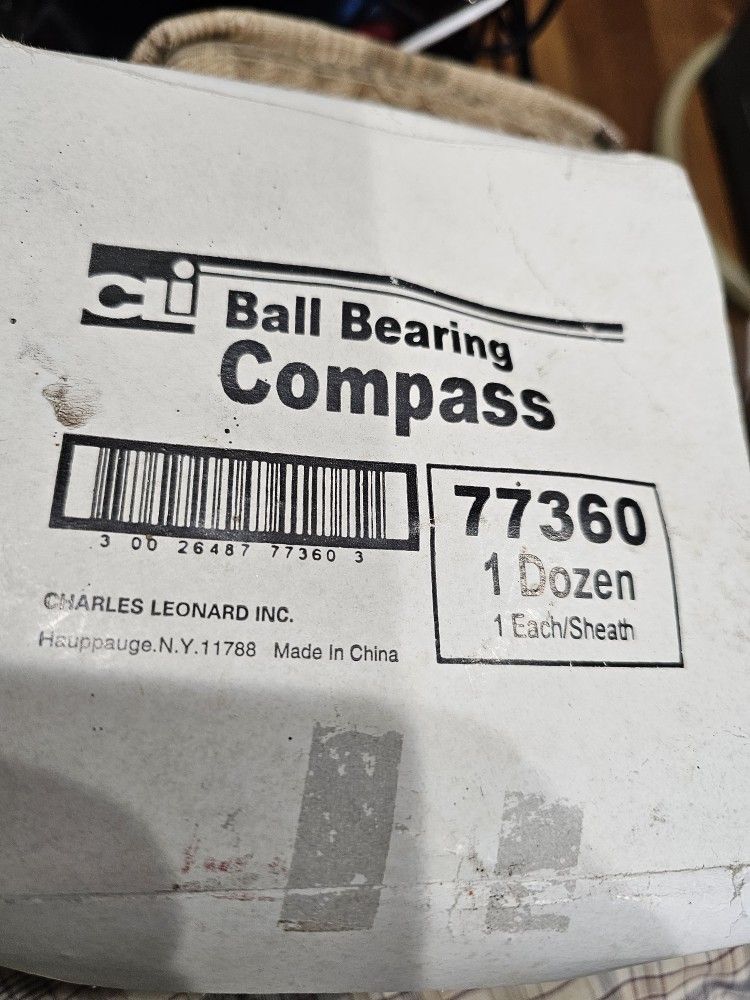 CLi
Ball Bearing
Compass
3 00 26487 77360 3
77360
1 Dozen
1 Each/Sheath
CHARLES LEONARD INC.
Hauppauge.N.Y.11788 Made In China